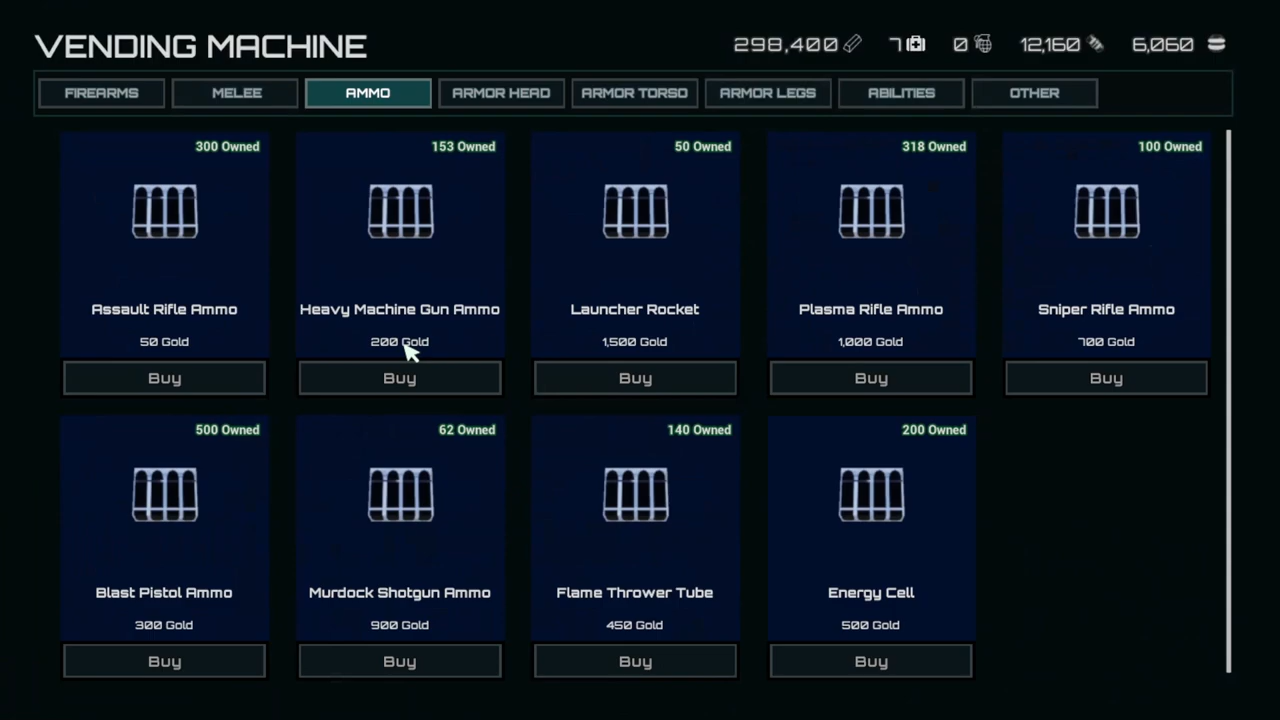 VENDING MACHINE
298,400 7 0 12,160 6,060
FIREARMS MELEE AMMO ARMOR HEAD ARMOR TORSO ARMOR LEGS ABILITIES OTHER
300 Owned 153 Owned 50 Owned 318 Owned 100 Owned
Assault Rifle Ammo Heavy Machine Gun Ammo Launcher Rocket Plasma Rifle Ammo Sniper Rifle Ammo
50 Gold 200 Gold 1,500 Gold 1,000 Gold 700 Gold
Buy Buy Buy Buy Buy
500 Owned 62 Owned 140 Owned 200 Owned
Blast Pistol Ammo Murdock Shotgun Ammo Flame Thrower Tube Energy Cell
300 Gold 900 Gold 450 Gold 500 Gold
Buy Buy Buy Buy